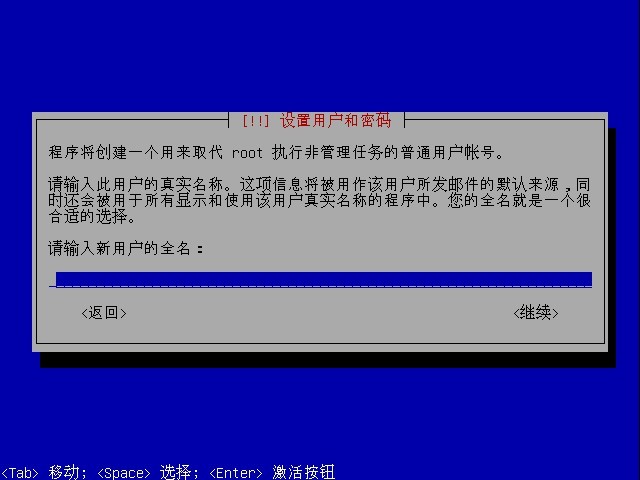 [!!] 设置用户和密码
程序将创建一个用来取代 root 执行非管理任务的普通用户帐号。
请输入此用户的真实名称。这项信息将被用作该用户所发邮件的默认来源,同
时还会被用于所有显示和使用该用户真实名称的程序中。您的全名就是一个很
合适的选择。
请输入新用户的全名：
<返回> <继续>
<Tab> 移动; <Space> 选择; <Enter> 激活按钮